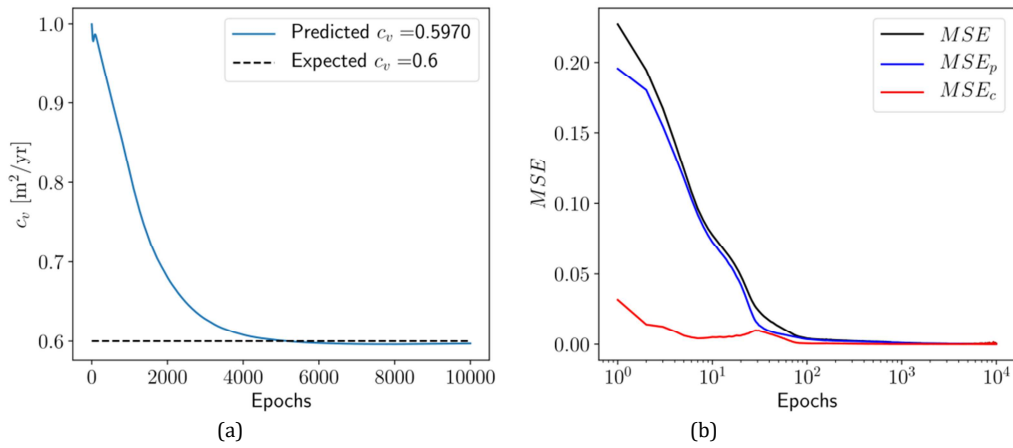 1.0
0.9
0.8
0.7
0.6
c_v [m²/yr]
Predicted c_v =0.5970
Expected c_v =0.6
0 2000 4000 6000 8000 10000
Epochs
(a)
0.20
0.15
0.10
0.05
0.00
MSE
MSE
MSE_p
MSE_c
10⁰ 10¹ 10² 10³ 10⁴
Epochs
(b)